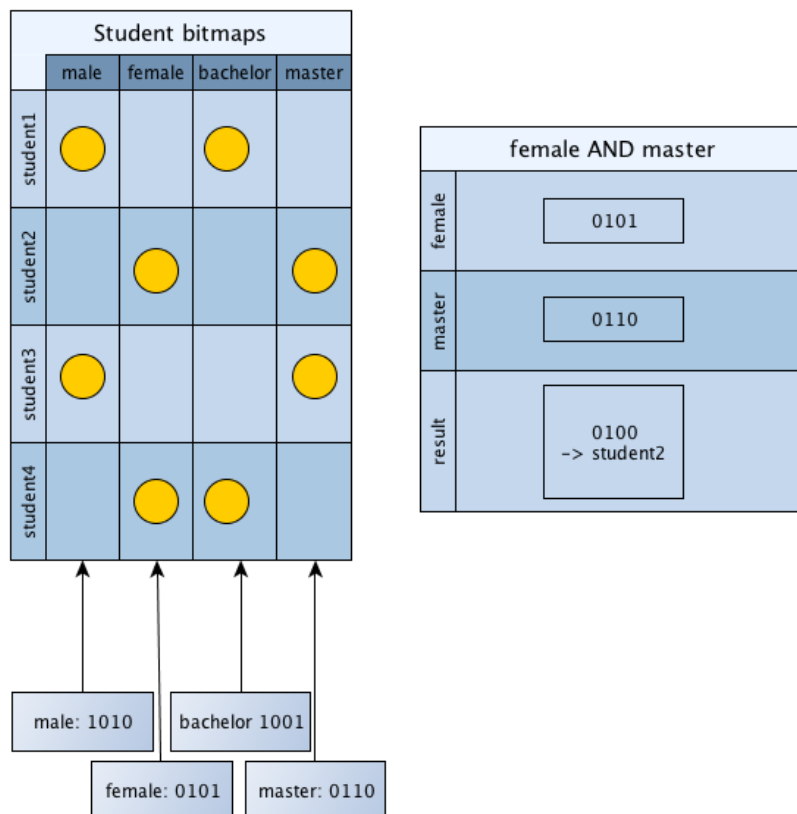 Student bitmaps
male female bachelor master
student1
student2
student3
student4
male: 1010
bachelor 1001
female: 0101
master: 0110
female AND master
female
0101
master
0110
result
0100
-> student2